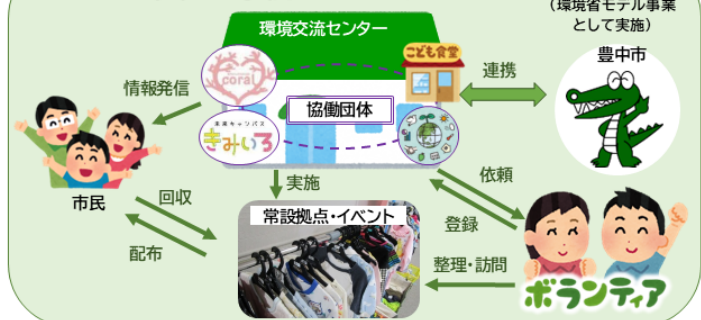 (環境省モデル事業
として実施)
環境交流センター
こども食堂
豊中市
連携
情報発信
coral
協働団体
未来キャンパス
きみいろ
依頼
実施
市民
回収
常設拠点・イベント
登録
配布
整理・訪問
ボランティア